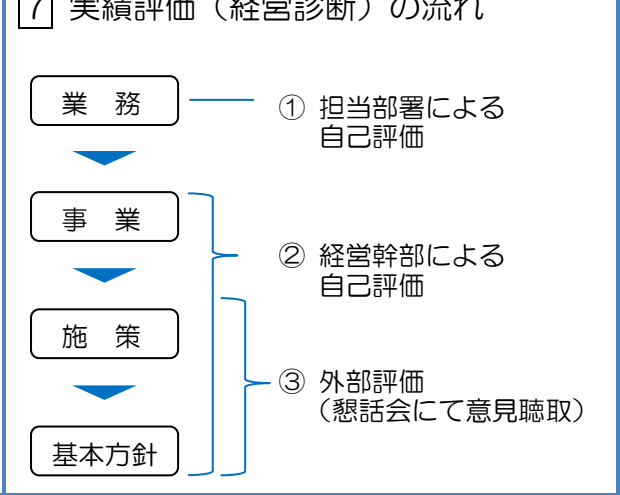 7 実績評価（経営診断）の流れ
業 務
① 担当部署による
自己評価
事 業
② 経営幹部による
自己評価
施 策
③ 外部評価
（懇話会にて意見聴取）
基本方針